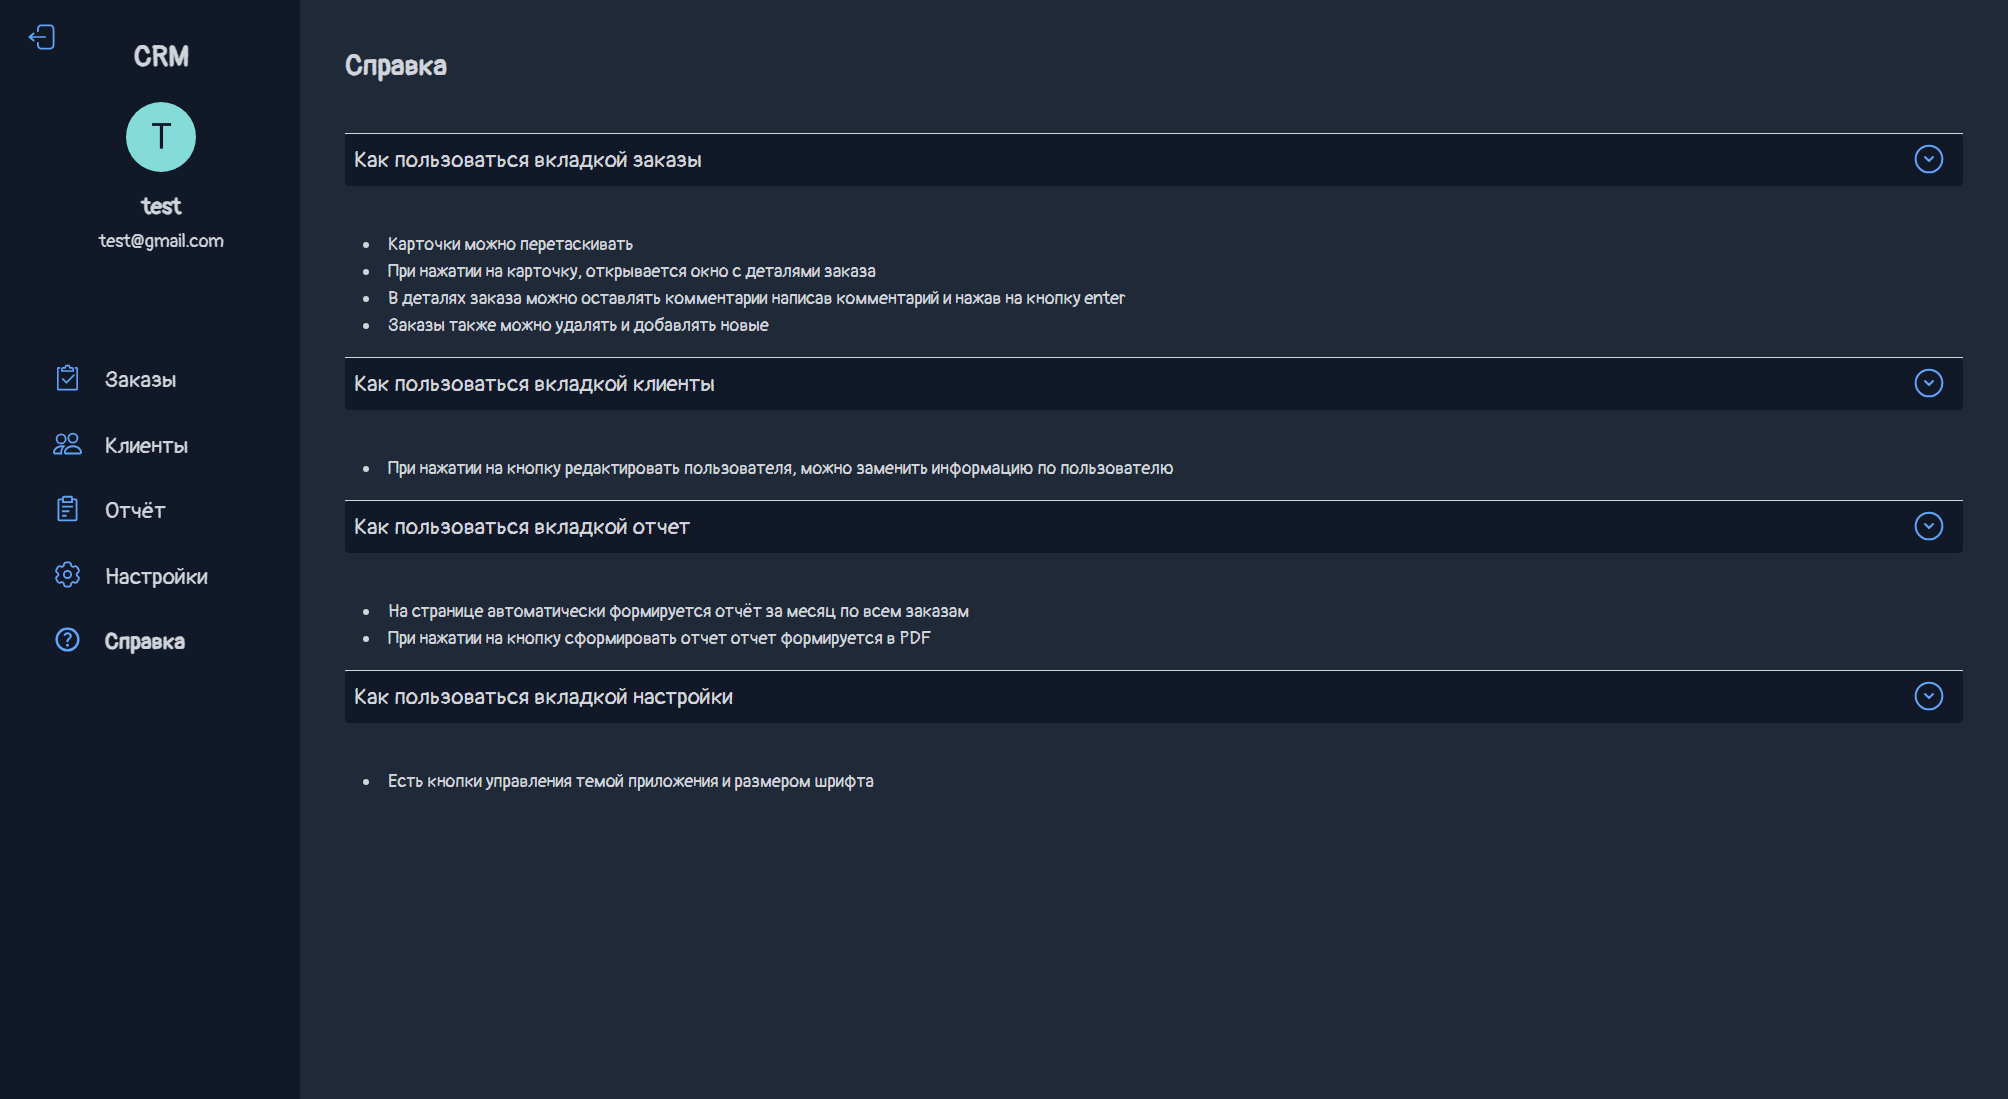 CRM
T
test
test@gmail.com
Заказы
Клиенты
Отчёт
Настройки
Справка
Справка
Как пользоваться вкладкой заказы
Карточки можно перетаскивать
При нажатии на карточку, открывается окно с деталями заказа
В деталях заказа можно оставлять комментарии написав комментарий и нажав на кнопку enter
Заказы также можно удалять и добавлять новые
Как пользоваться вкладкой клиенты
При нажатии на кнопку редактировать пользователя, можно заменить информацию по пользователю
Как пользоваться вкладкой отчет
На странице автоматически формируется отчёт за месяц по всем заказам
При нажатии на кнопку сформировать отчет отчет формируется в PDF
Как пользоваться вкладкой настройки
Есть кнопки управления темой приложения и размером шрифта